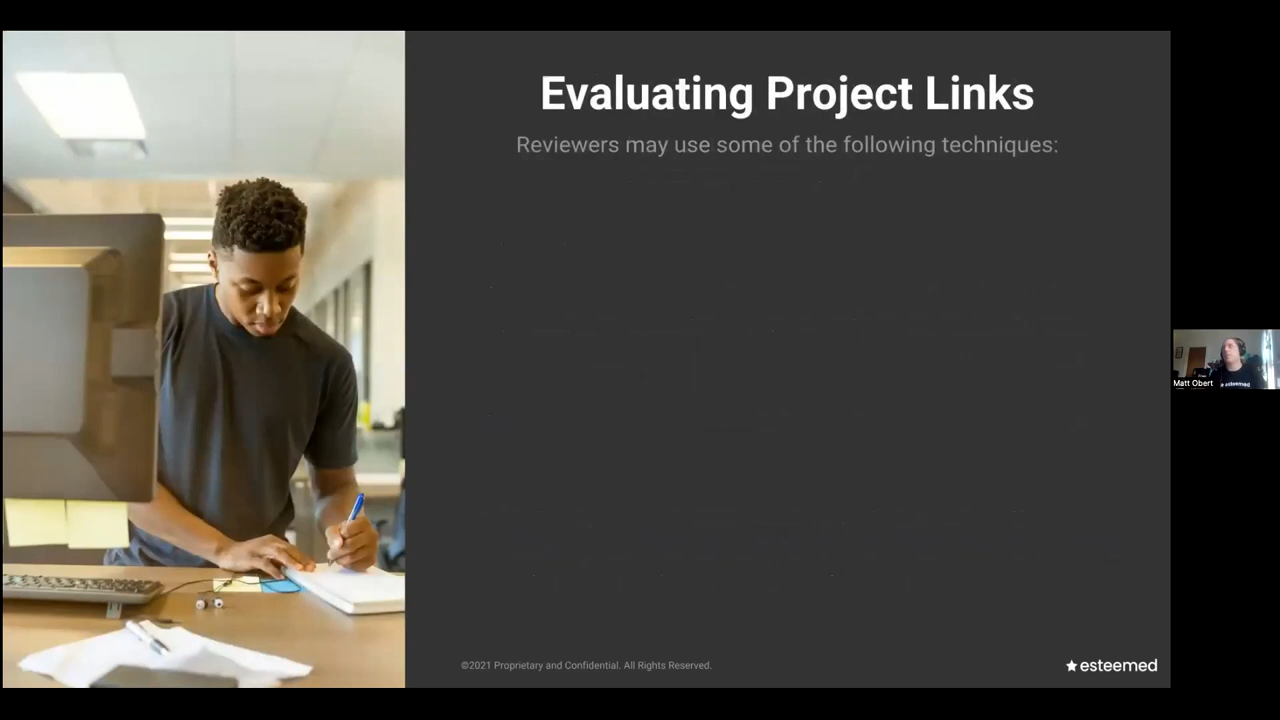 Evaluating Project Links
Reviewers may use some of the following techniques:
Matt Obert
esteemed
©2021 Proprietary and Confidential. All Rights Reserved.
esteemed